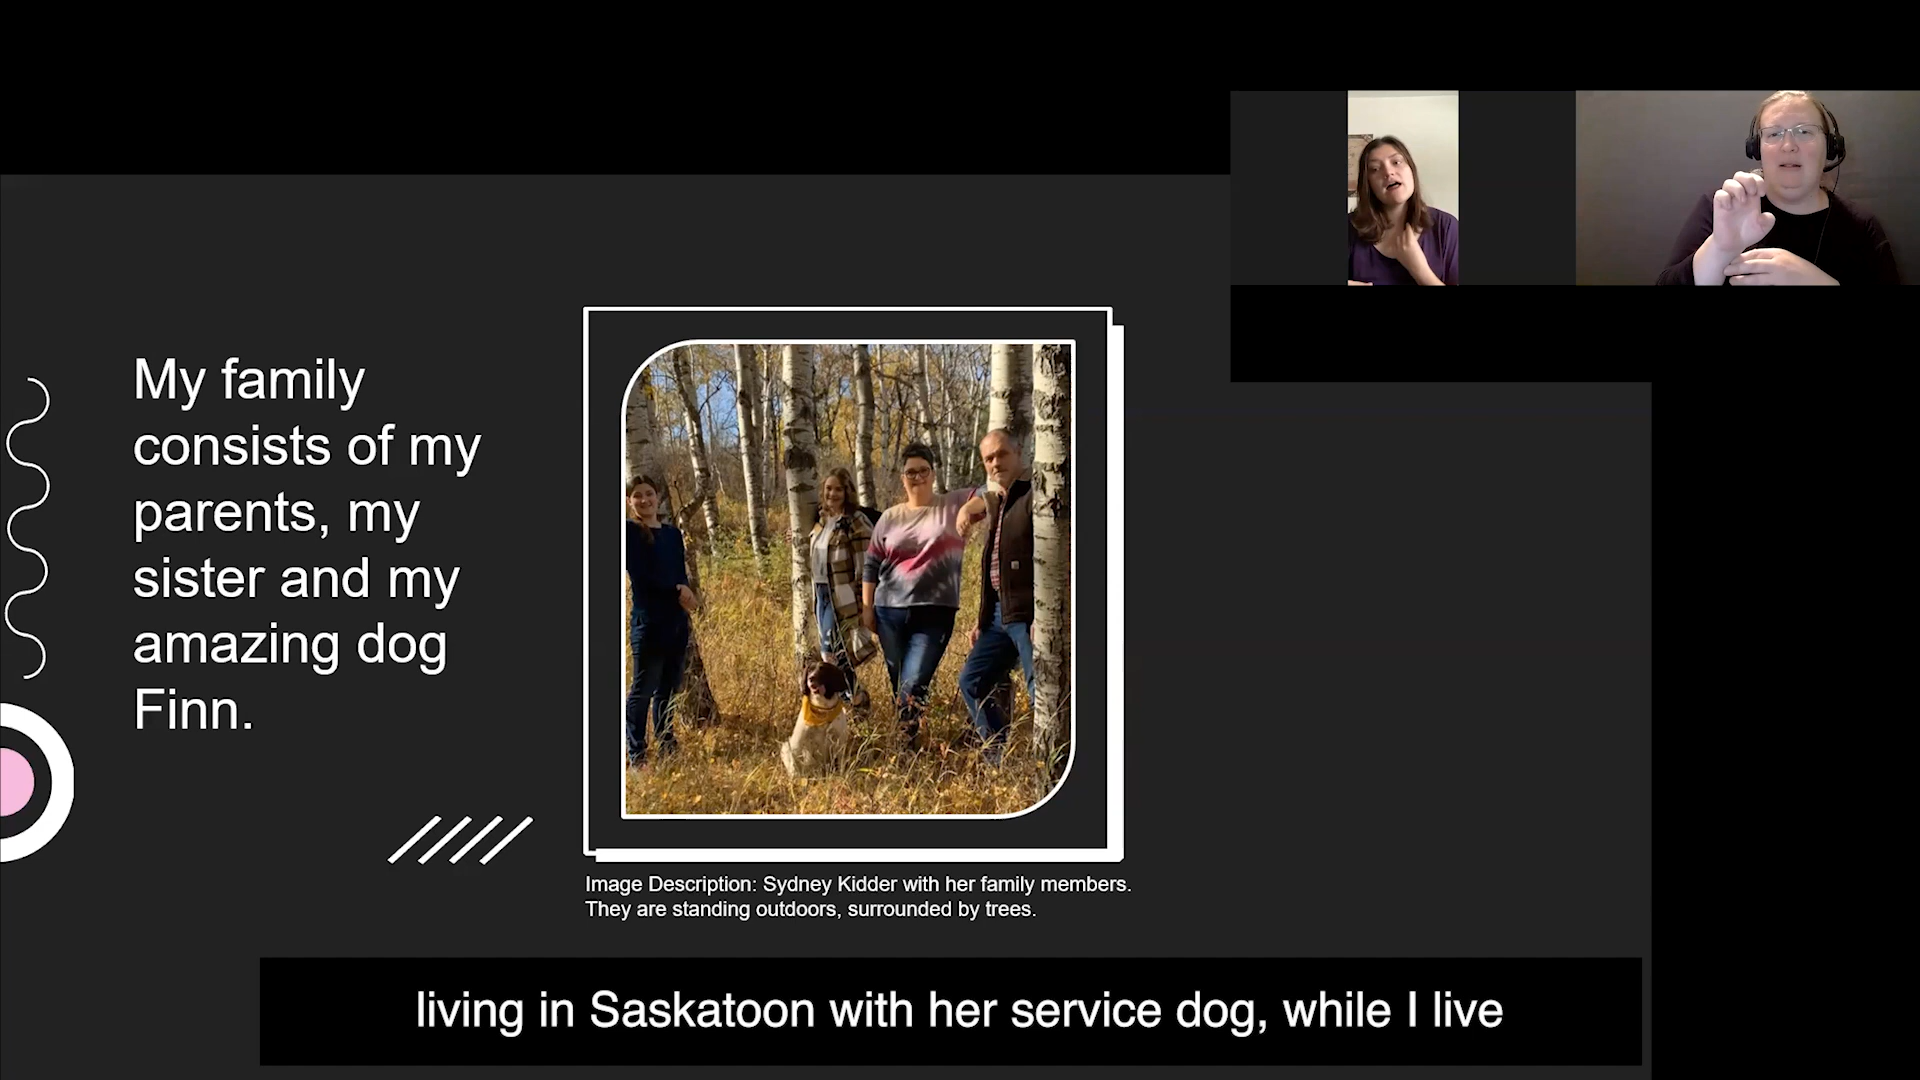 My family
consists of my
parents, my
sister and my
amazing dog
Finn.
Image Description: Sydney Kidder with her family members.
They are standing outdoors, surrounded by trees.
living in Saskatoon with her service dog, while I live